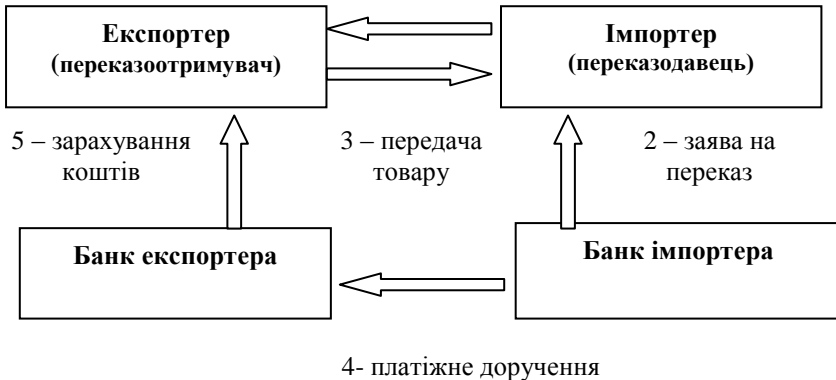 Експортер
(переказоотримувач)
Імпортер
(переказодавець)
5 – зарахування
коштів
3 – передача
товару
2 – заява на
переказ
Банк експортера
Банк імпортера
4- платіжне доручення